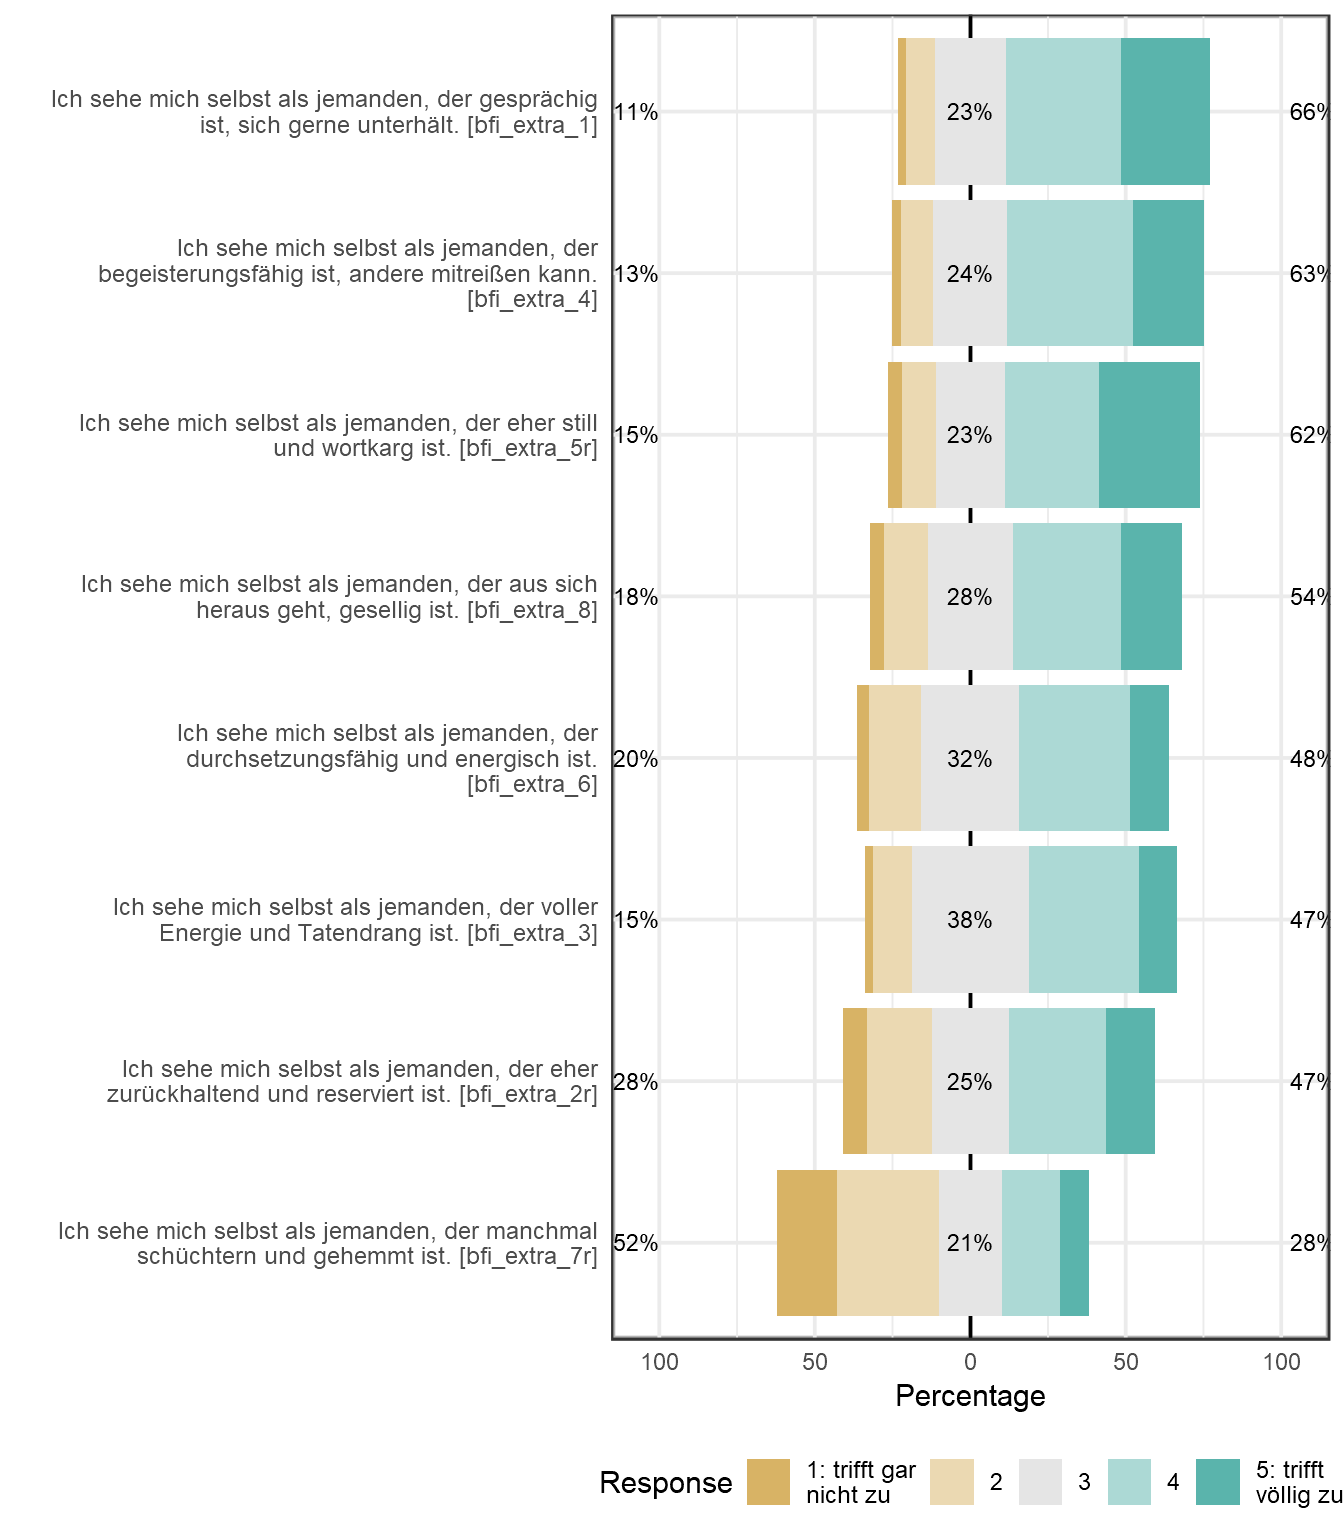 Ich sehe mich selbst als jemanden, der gesprächig
ist, sich gerne unterhält. [bfi_extra_1]
11%
23%
66%
Ich sehe mich selbst als jemanden, der
begeisterungsfähig ist, andere mitreißen kann.
[bfi_extra_4]
13%
24%
63%
Ich sehe mich selbst als jemanden, der eher still
und wortkarg ist. [bfi_extra_5r]
15%
23%
62%
Ich sehe mich selbst als jemanden, der aus sich
heraus geht, gesellig ist. [bfi_extra_8]
18%
28%
54%
Ich sehe mich selbst als jemanden, der
durchsetzungsfähig und energisch ist.
[bfi_extra_6]
20%
32%
48%
Ich sehe mich selbst als jemanden, der voller
Energie und Tatendrang ist. [bfi_extra_3]
15%
38%
47%
Ich sehe mich selbst als jemanden, der eher
zurückhaltend und reserviert ist. [bfi_extra_2r]
28%
25%
47%
Ich sehe mich selbst als jemanden, der manchmal
schüchtern und gehemmt ist. [bfi_extra_7r]
52%
21%
28%
100 50 0 50 100
Percentage
Response
1: trifft gar
nicht zu
2
3
4
5: trifft
völlig zu